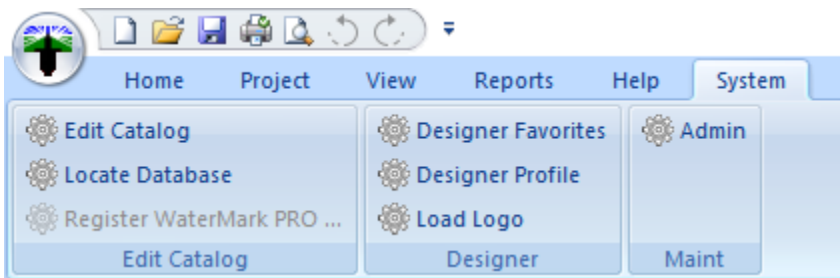 Home Project View Reports Help System
Edit Catalog Designer Favorites Admin
Locate Database Designer Profile
Register WaterMark PRO ... Load Logo
Edit Catalog Designer Maint